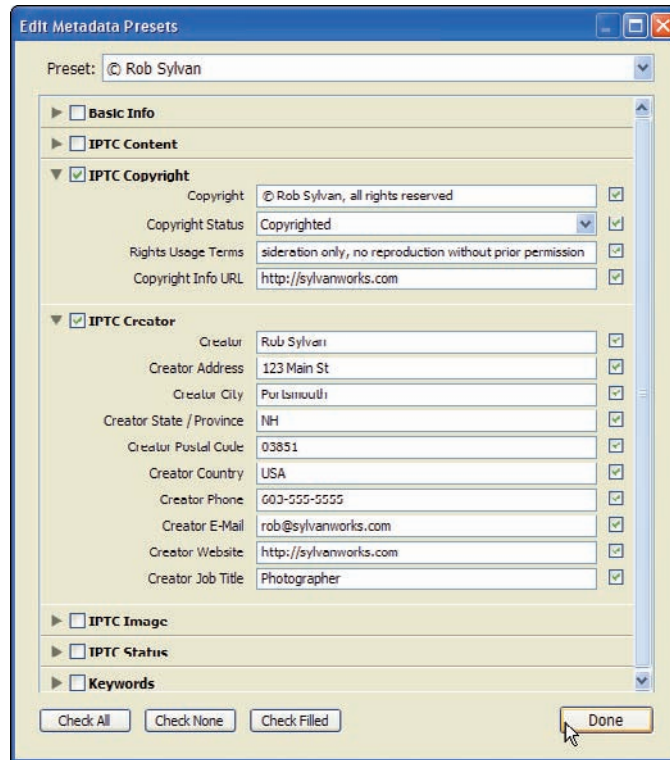 Edit Metadata Presets
Preset: © Rob Sylvan
Basic Info
IPTC Content
IPTC Copyright
Copyright © Rob Sylvan, all rights reserved
Copyright Status Copyrighted
Rights Usage Terms sideration only, no reproduction without prior permission
Copyright Info URL http://sylvanworks.com
IPTC Creator
Creator Rob Sylvan
Creator Address 123 Main St
Creator City Portsmouth
Creator State / Province NH
Creator Postal Code 03851
Creator Country USA
Creator Phone 603-555-5555
Creator E-Mail rob@sylvanworks.com
Creator Website http://sylvanworks.com
Creator Job Title Photographer
IPTC Image
IPTC Status
Keywords
Check All Check None Check Filled Done